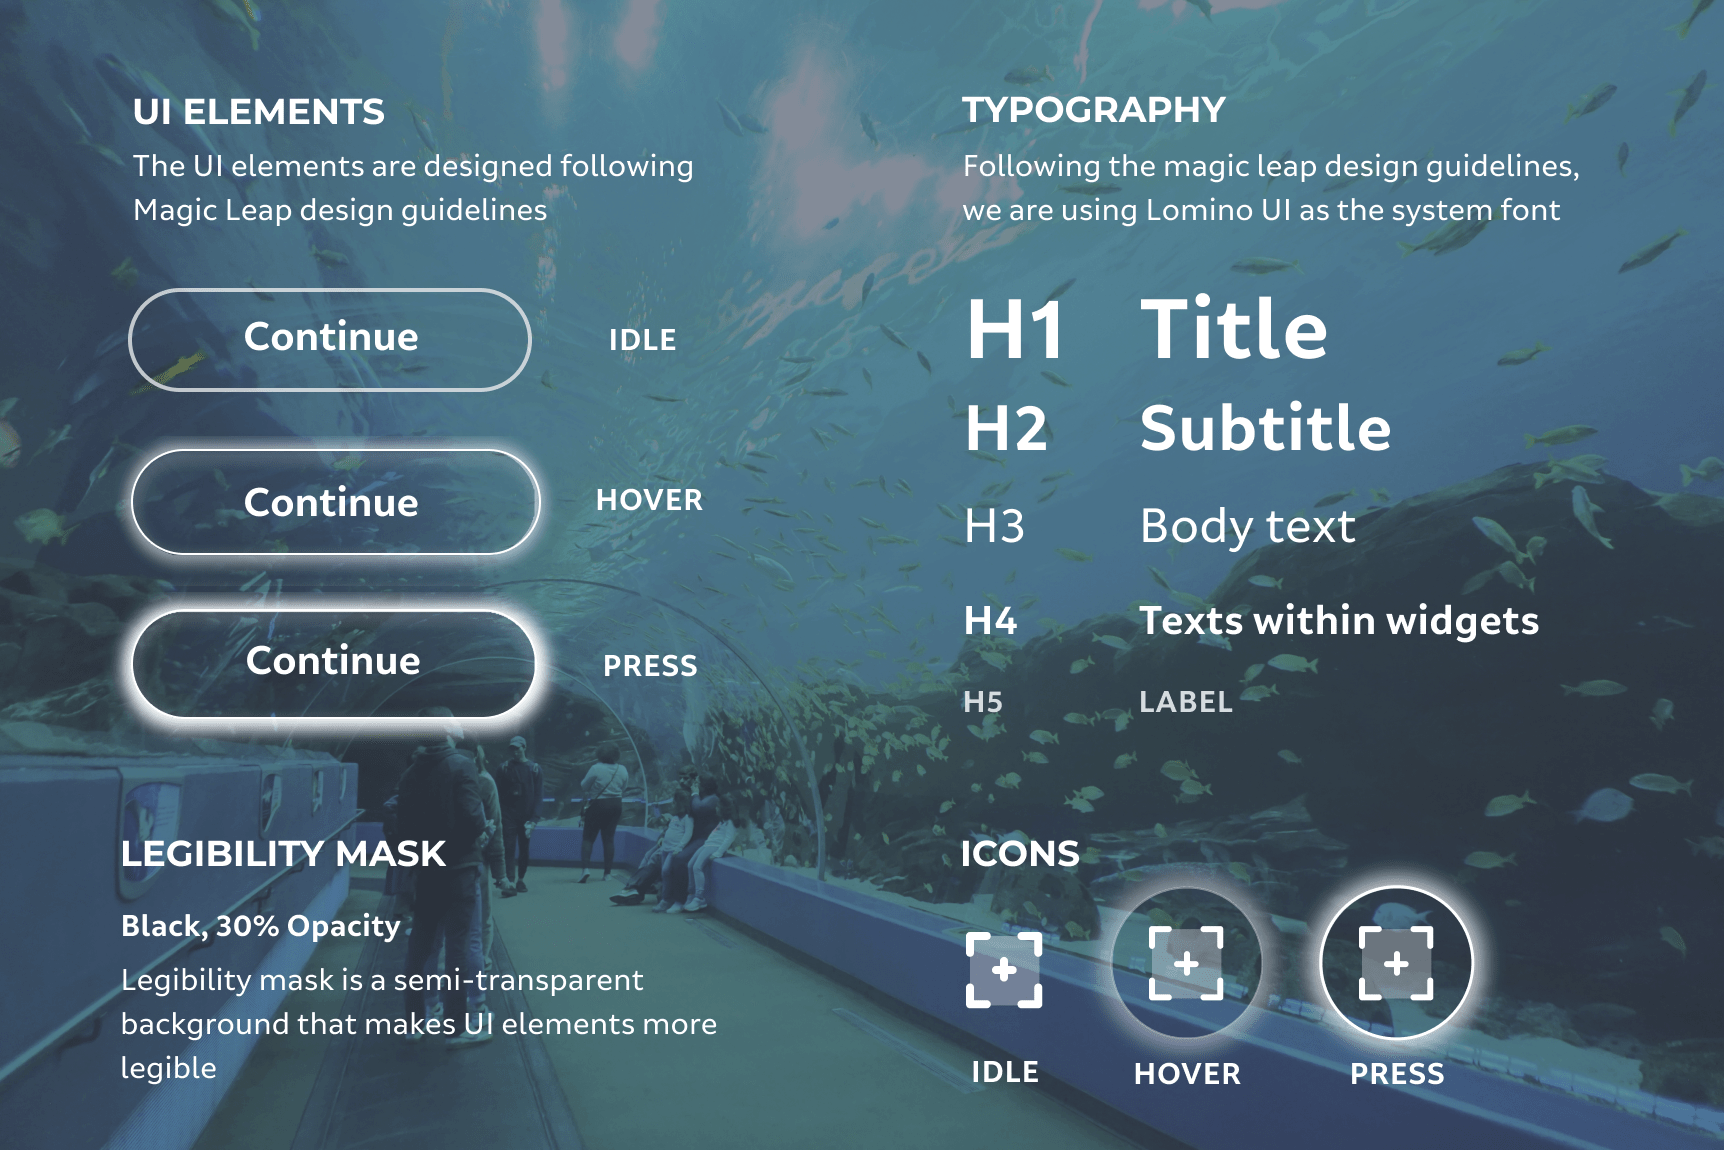 UI ELEMENTS
The UI elements are designed following
Magic Leap design guidelines
Continue
IDLE
Continue
HOVER
Continue
PRESS
TYPOGRAPHY
Following the magic leap design guidelines,
we are using Lomino UI as the system font
H1 Title
H2 Subtitle
H3 Body text
H4 Texts within widgets
H5 LABEL
LEGIBILITY MASK
Black, 30% Opacity
Legibility mask is a semi-transparent
background that makes UI elements more
legible
ICONS
IDLE
HOVER
PRESS